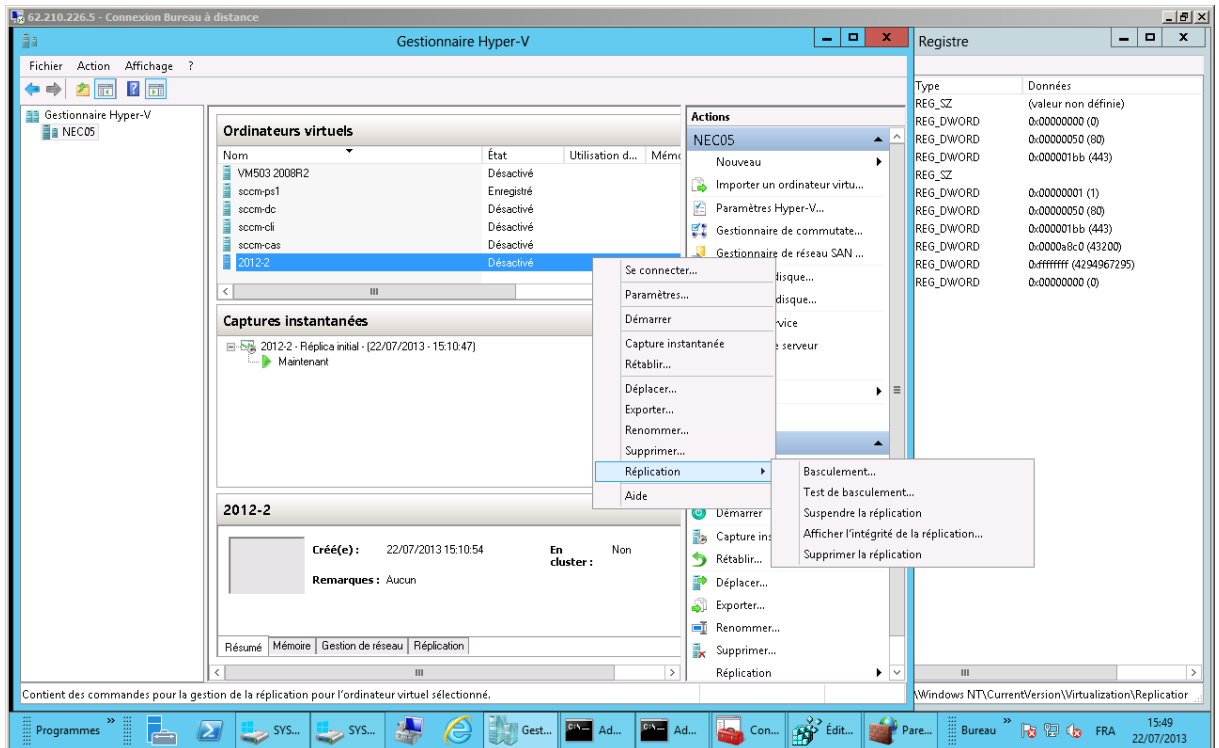 62.210.226.5 - Connexion Bureau à distance
Gestionnaire Hyper-V
Fichier Action Affichage ?
Gestionnaire Hyper-V
NEC05
Ordinateurs virtuels
Nom État Utilisation d... Mémo
VM503 2008R2 Désactivé
sccm-ps1 Enregistré
sccm-dc Désactivé
sccm-cli Désactivé
sccm-cas Désactivé
2012-2 Désactivé
Captures instantanées
2012-2 - Réplica initial - (22/07/2013 - 15:10:47)
Maintenant
2012-2
Créé(e) : 22/07/2013 15:10:54
En cluster : Non
Remarques : Aucun
Résumé Mémoire Gestion de réseau Réplication
Actions
NEC05
Nouveau
Importer un ordinateur virtu...
Paramètres Hyper-V...
Gestionnaire de commutate...
Gestionnaire de réseau SAN ...
disque...
disque...
rvice
serveur
Se connecter...
Paramètres...
Démarrer
Capture instantanée
Rétablir...
Déplacer...
Exporter...
Renommer...
Supprimer...
Réplication
Aide
Basculement...
Test de basculement...
Suspendre la réplication
Afficher l'intégrité de la réplication...
Supprimer la réplication
Démarrer
Capture ins
Rétablir...
Déplacer...
Exporter...
Renommer...
Supprimer...
Réplication
Contient des commandes pour la gestion de la réplication pour l'ordinateur virtuel sélectionné.
Registre
Type Données
REG_SZ (valeur non définie)
REG_DWORD 0x00000000 (0)
REG_DWORD 0x00000050 (80)
REG_DWORD 0x000001bb (443)
REG_SZ
REG_DWORD 0x00000001 (1)
REG_DWORD 0x00000050 (80)
REG_DWORD 0x000001bb (443)
REG_DWORD 0x0000a8c0 (43200)
REG_DWORD 0xffffffff (4294967295)
REG_DWORD 0x00000000 (0)
\Windows NT\CurrentVersion\Virtualization\Replicatior
Programmes » SYS... SYS... Gest... Ad... Ad... Con... Édit... Pare... Bureau » FRA 15:49
22/07/2013